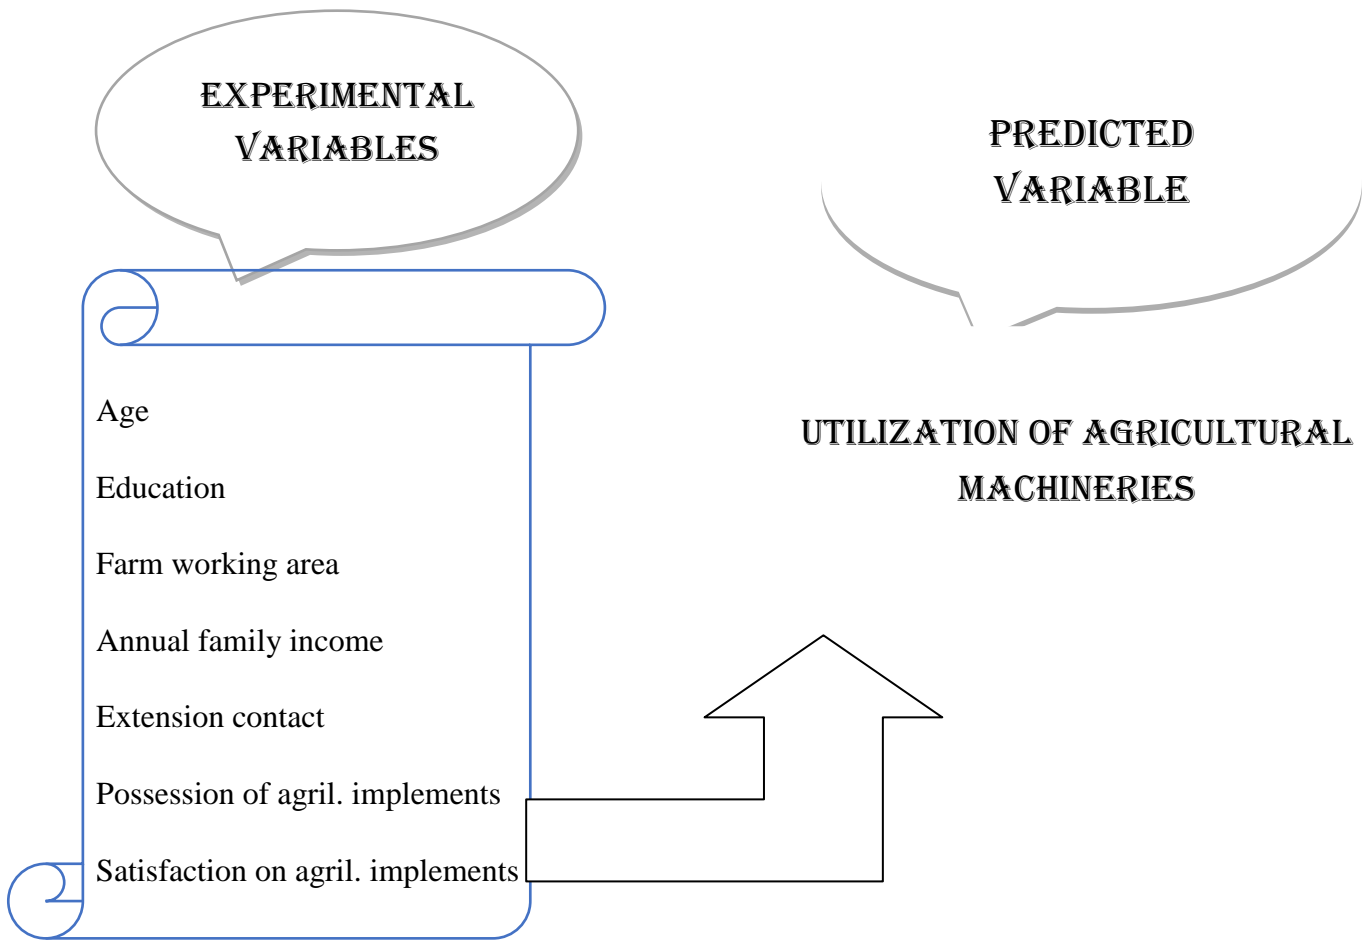 EXPERIMENTAL
VARIABLES
PREDICTED
VARIABLE
Age
Education
Farm working area
Annual family income
Extension contact
Possession of agril. implements
Satisfaction on agril. implements
UTILIZATION OF AGRICULTURAL
MACHINERIES